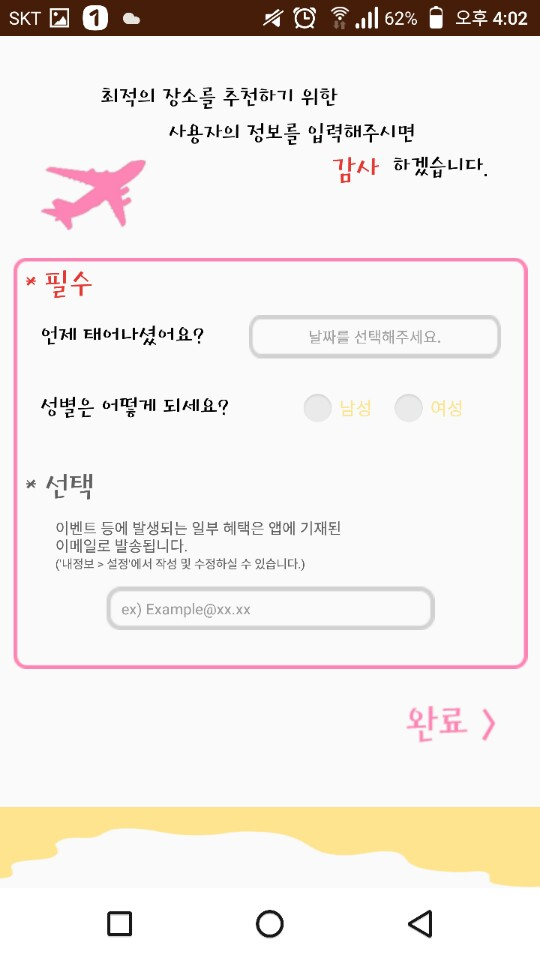 SKT 1 62% 오후 4:02
최적의 장소를 추천하기 위한
사용자의 정보를 입력해주시면
감사 하겠습니다.
* 필수
언제 태어나셨어요? 날짜를 선택해주세요.
성별은 어떻게 되세요? 남성 여성
* 선택
이벤트 등에 발생되는 일부 혜택은 앱에 기재된
이메일로 발송됩니다.
('내정보 > 설정'에서 작성 및 수정하실 수 있습니다.)
ex) Example@xx.xx
완료 >